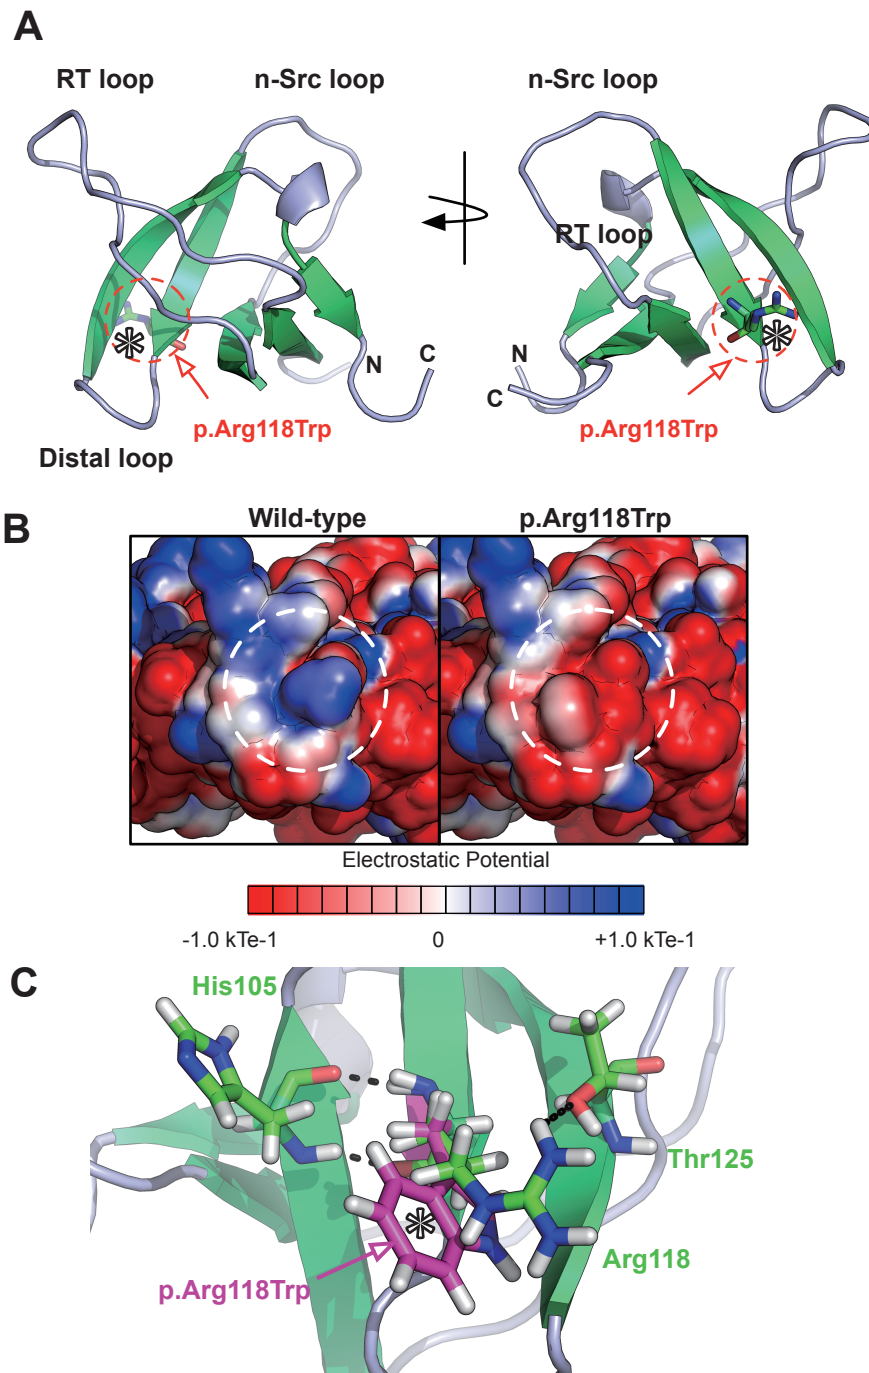 A
RT loop
n-Src loop
n-Src loop
RT loop
N
C
N
C
p.Arg118Trp
p.Arg118Trp
Distal loop
B
Wild-type
p.Arg118Trp
Electrostatic Potential
-1.0 kTe-1
0
+1.0 kTe-1
C
His105
Thr125
Arg118
p.Arg118Trp